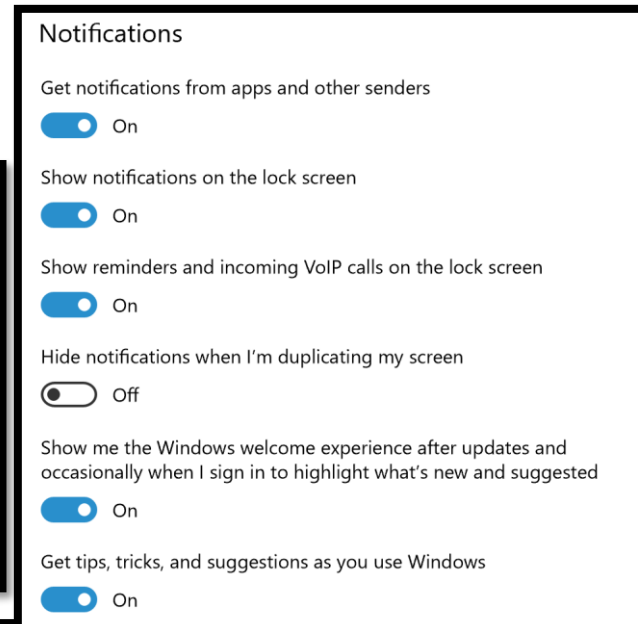 Notifications
Get notifications from apps and other senders
On
Show notifications on the lock screen
On
Show reminders and incoming VoIP calls on the lock screen
On
Hide notifications when I'm duplicating my screen
Off
Show me the Windows welcome experience after updates and
occasionally when I sign in to highlight what's new and suggested
On
Get tips, tricks, and suggestions as you use Windows
On